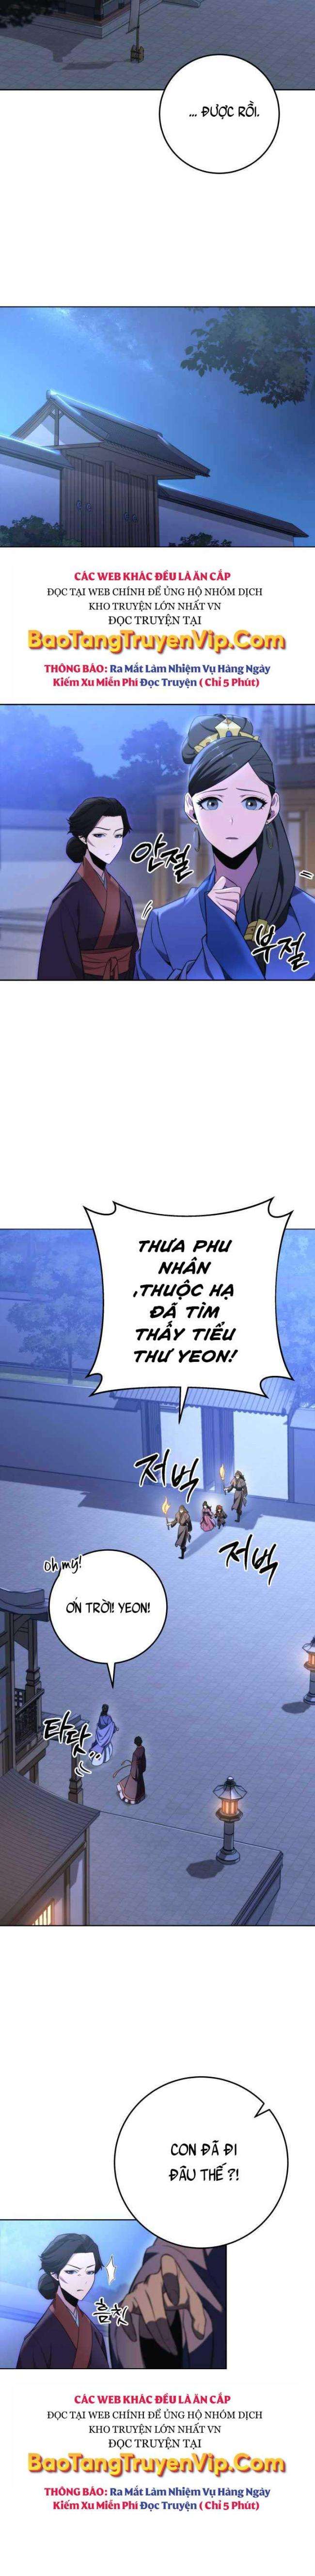 ... ĐƯỢC RỒI.
CÁC WEB KHÁC ĐỀU LÀ ĂN CẮP
ĐỌC TẠI WEB CHÍNH ĐỂ ỦNG HỘ NHÓM DỊCH
KHO TRUYỆN LỚN NHẤT VN
ĐỌC TRUYỆN TẠI
BaoTangTruyenVip.Com
THÔNG BÁO: Ra Mắt Làm Nhiệm Vụ Hàng Ngày
Kiếm Xu Miễn Phí Đọc Truyện ( Chỉ 5 Phút)
안절
부절
THƯA PHU
NHÂN
,THUỘC HẠ
ĐÃ TÌM
THẤY TIỂU
THƯ YEON!
저벅
저벅
Oh my!
ƠN TRỜI! YEON!
타닷
CON ĐÃ ĐI
ĐÂU THẾ ?!
흠칫
CÁC WEB KHÁC ĐỀU LÀ ĂN CẮP
ĐỌC TẠI WEB CHÍNH ĐỂ ỦNG HỘ NHÓM DỊCH
KHO TRUYỆN LỚN NHẤT VN
ĐỌC TRUYỆN TẠI
BaoTangTruyenVip.Com
THÔNG BÁO: Ra Mắt Làm Nhiệm Vụ Hàng Ngày
Kiếm Xu Miễn Phí Đọc Truyện ( Chỉ 5 Phút)